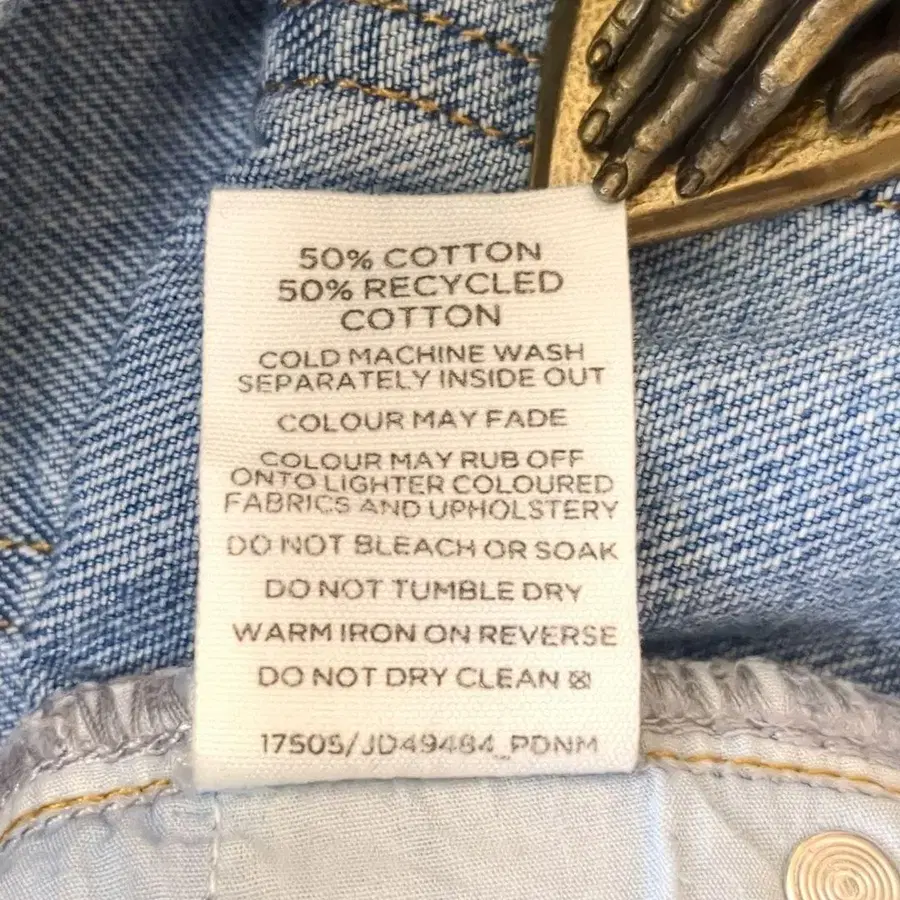 50% COTTON
50% RECYCLED
COTTON
COLD MACHINE WASH
SEPARATELY INSIDE OUT
COLOUR MAY FADE
COLOUR MAY RUB OFF
ONTO LIGHTER COLOURED
FABRICS AND UPHOLSTERY
DO NOT BLEACH OR SOAK
DO NOT TUMBLE DRY
WARM IRON ON REVERSE
DO NOT DRY CLEAN
17505/JD49484_PDNM